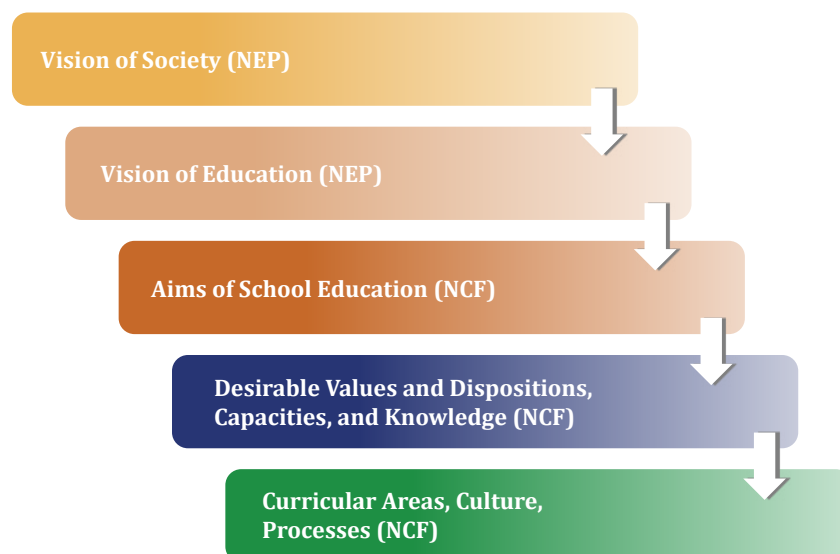 Vision of Society (NEP)
Vision of Education (NEP)
Aims of School Education (NCF)
Desirable Values and Dispositions,
Capacities, and Knowledge (NCF)
Curricular Areas, Culture,
Processes (NCF)